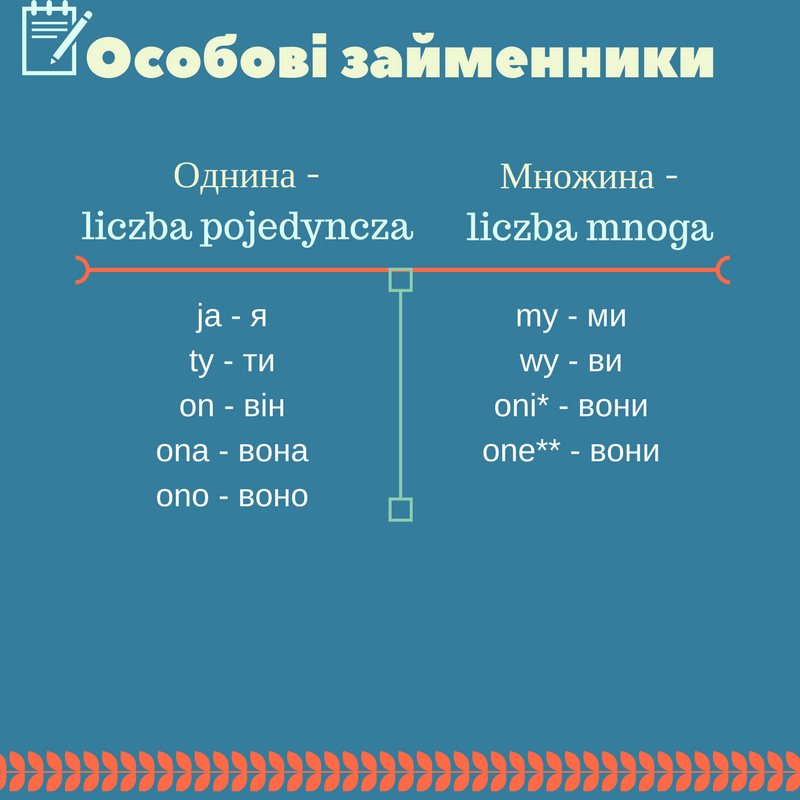 Особові займенники
Однина -
liczba pojedyncza
ja - я
ty - ти
on - він
ona - вона
ono - воно
Множина -
liczba mnoga
my - ми
wy - ви
oni* - вони
one** - вони